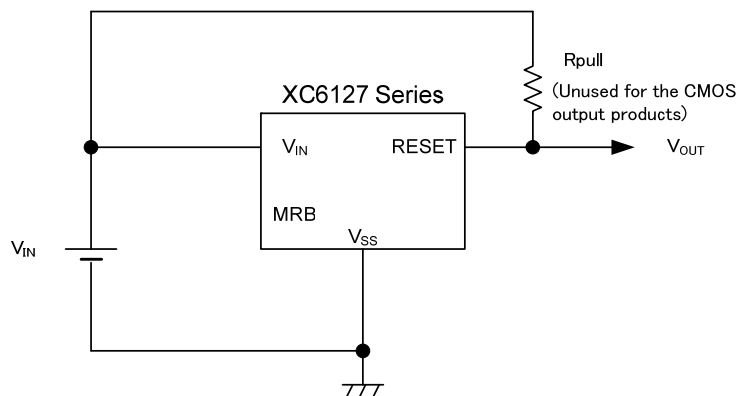 Rpull
(Unused for the CMOS
output products)
XC6127 Series
VIN
RESET
VOUT
MRB
VSS
VIN